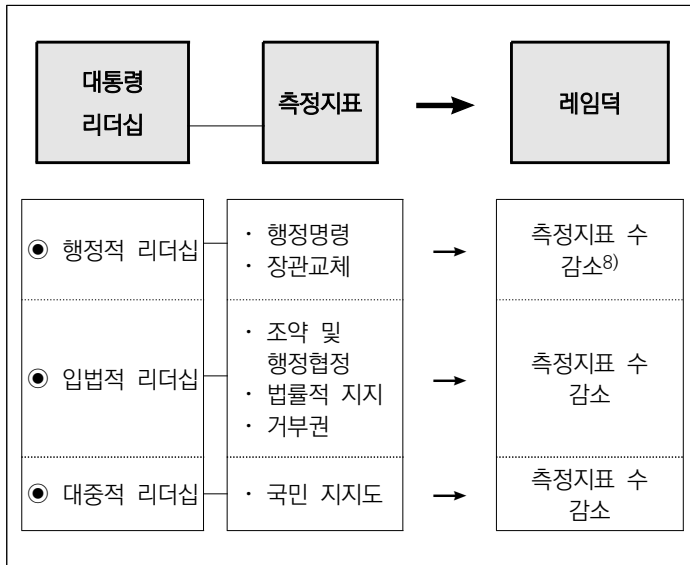 대통령
리더십
측정지표
레임덕
◉ 행정적 리더십
· 행정명령
· 장관교체
측정지표 수
감소8)
◉ 입법적 리더십
· 조약 및
행정협정
· 법률적 지지
· 거부권
측정지표 수
감소
◉ 대중적 리더십
· 국민 지지도
측정지표 수
감소